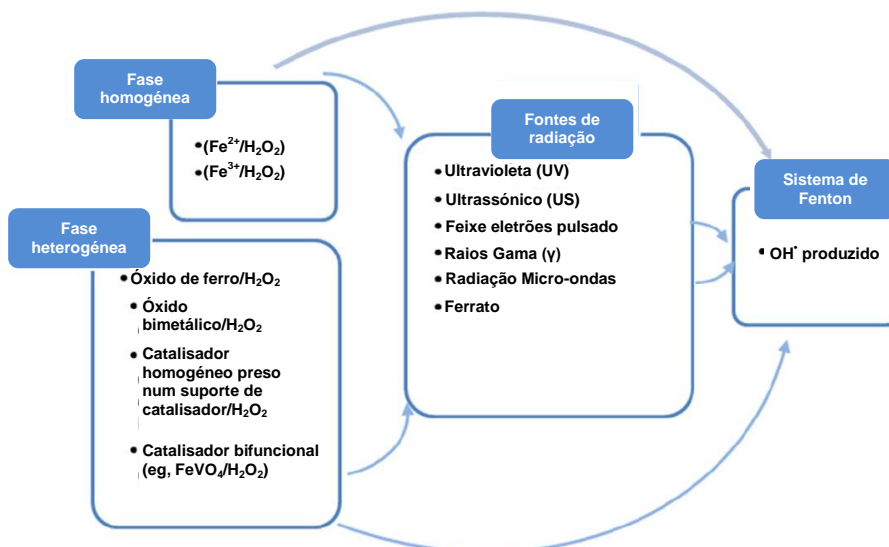 Fase
homogénea
•(Fe²⁺/H₂O₂)
•(Fe³⁺/H₂O₂)
Fase
heterogénea
•Óxido de ferro/H₂O₂
• Óxido
bimetálico/H₂O₂
• Catalisador
homogéneo preso
num suporte de
catalisador/H₂O₂
• Catalisador bifuncional
(eg, FeVO₄/H₂O₂)
Fontes de
radiação
•Ultravioleta (UV)
•Ultrassónico (US)
•Feixe eletrões pulsado
•Raios Gama (γ)
•Radiação Micro-ondas
•Ferrato
Sistema de
Fenton
• OH˙ produzido